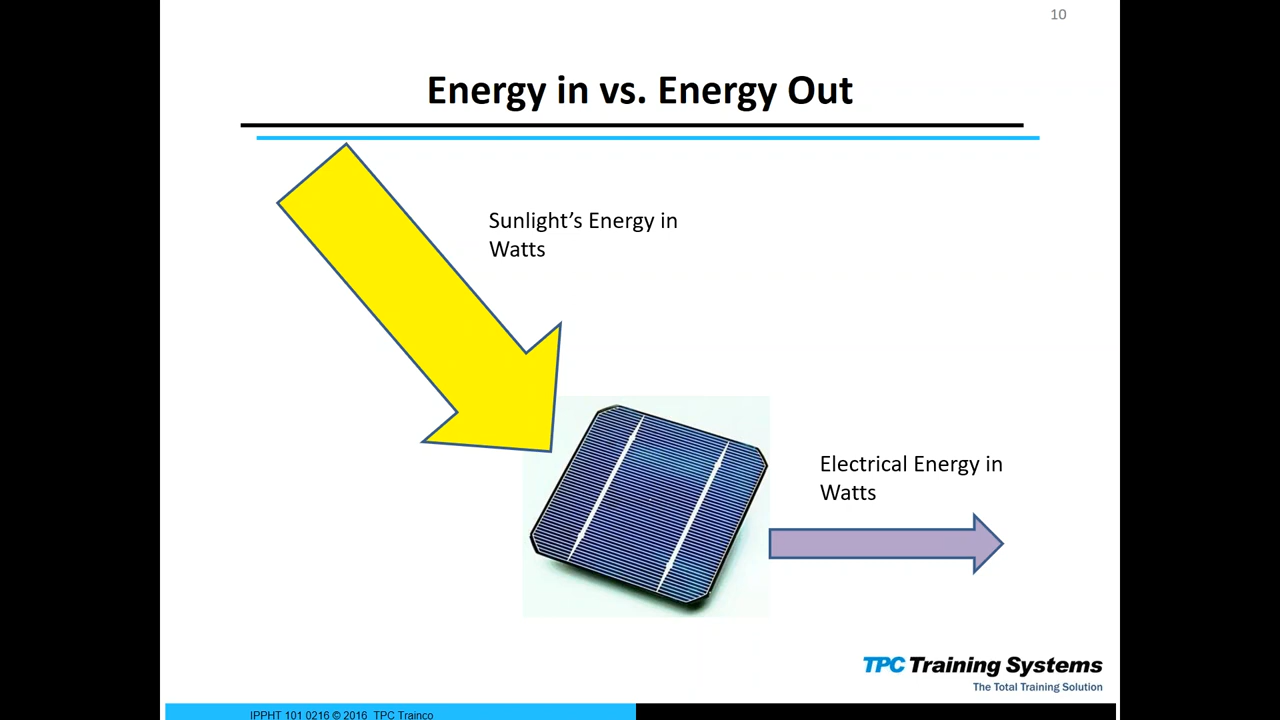 10
Energy in vs. Energy Out
Sunlight's Energy in
Watts
Electrical Energy in
Watts
TPC Training Systems
The Total Training Solution
IPPHT 101 0216 © 2016 TPC Trainco